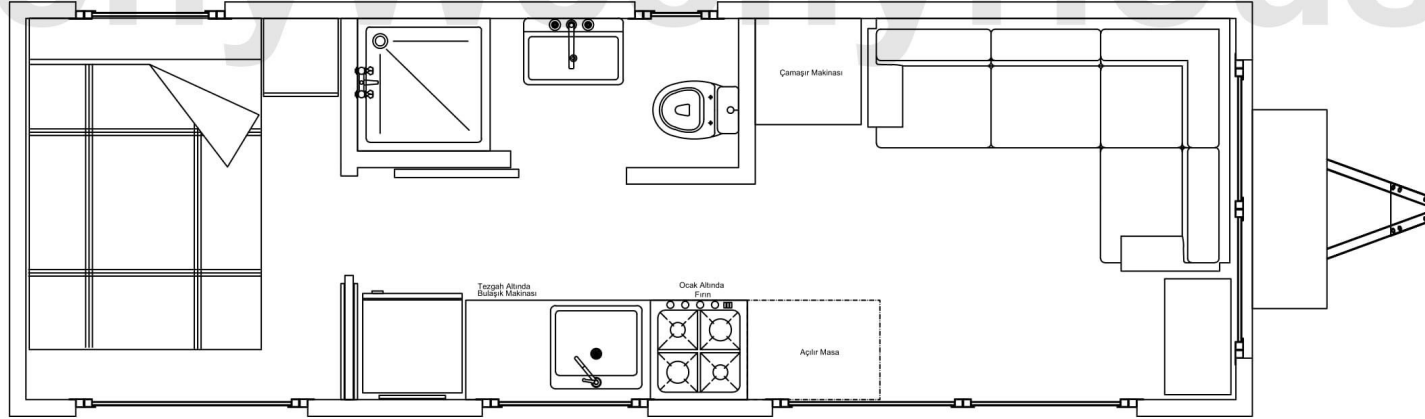 Çamaşır Makinası
Tezgah Altında
Bulaşık Makinası
Ocak Altında
Fırın
Açılır Masa